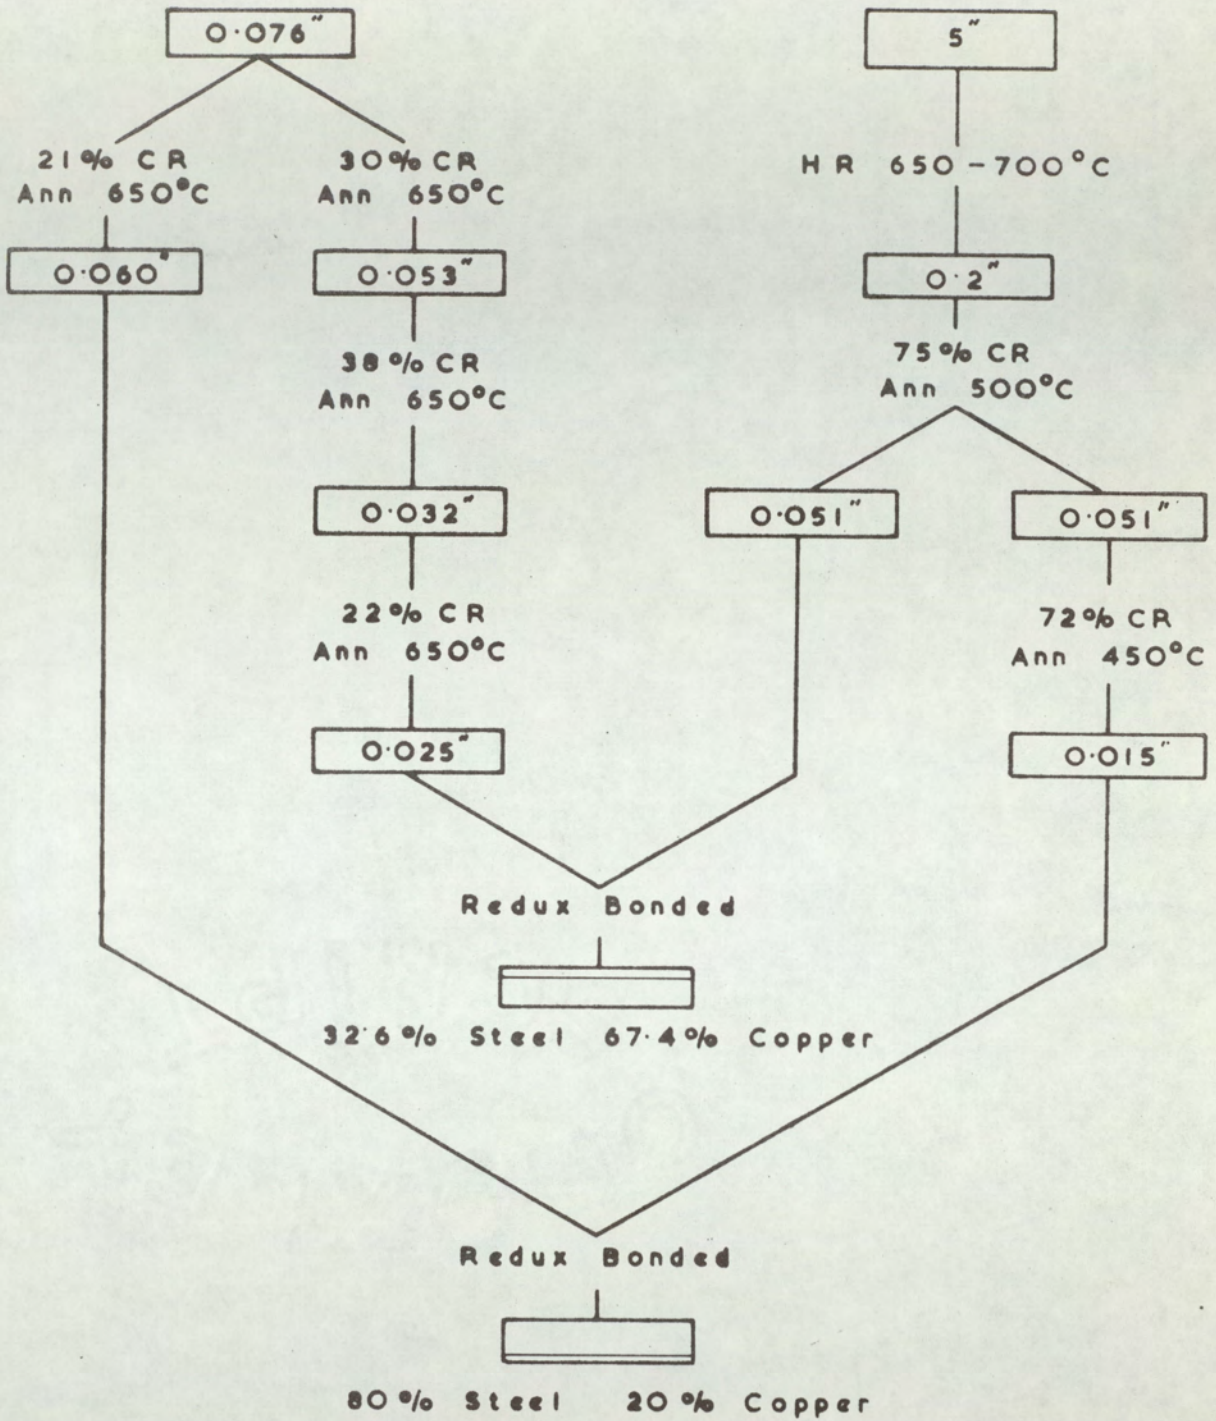 0·076"
5"
21% CR
Ann 650°C
30% CR
Ann 650°C
HR 650-700°C
0·060"
0·053"
0·2"
38% CR
Ann 650°C
75% CR
Ann 500°C
0·032"
0·051"
0·051"
22% CR
Ann 650°C
72% CR
Ann 450°C
0·025"
0·015"
Redux Bonded
32·6% Steel 67·4% Copper
Redux Bonded
80% Steel 20% Copper